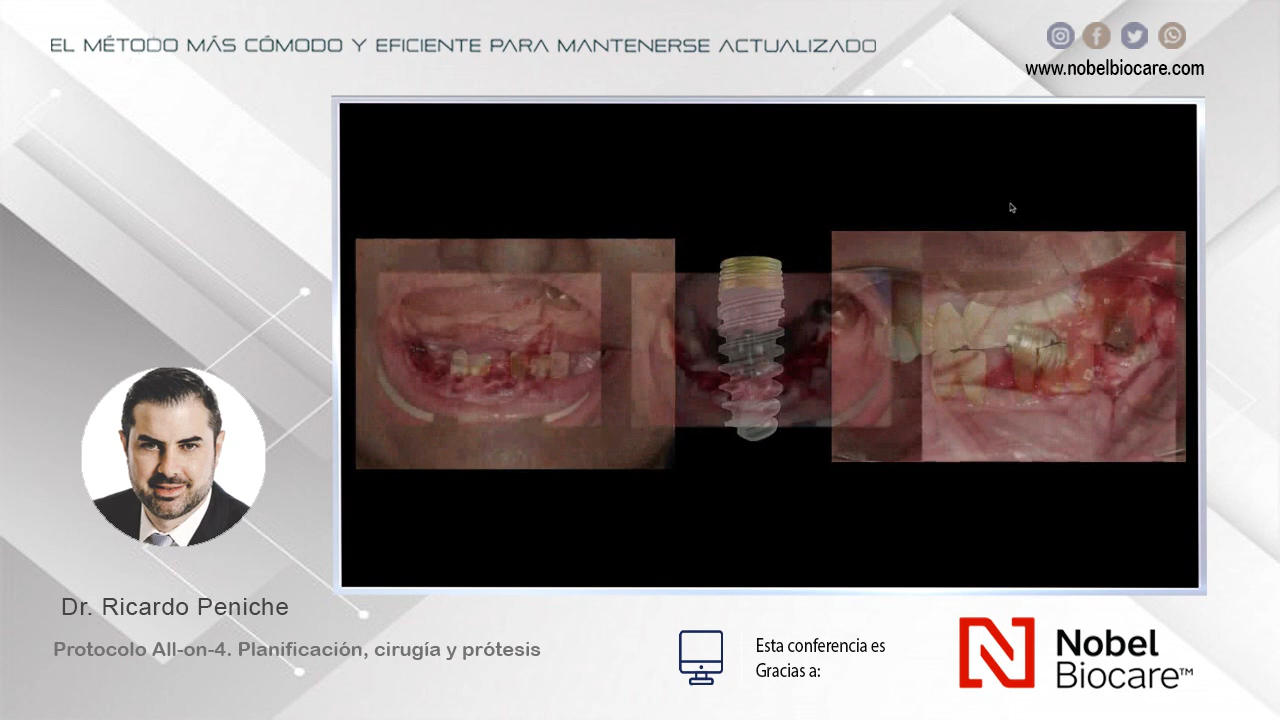 EL MÉTODO MÁS CÓMODO Y EFICIENTE PARA MANTENERSE ACTUALIZADO
www.nobelbiocare.com
Dr. Ricardo Peniche
Protocolo All-on-4. Planificación, cirugía y prótesis
Esta conferencia es
Gracias a:
Nobel
Biocare™